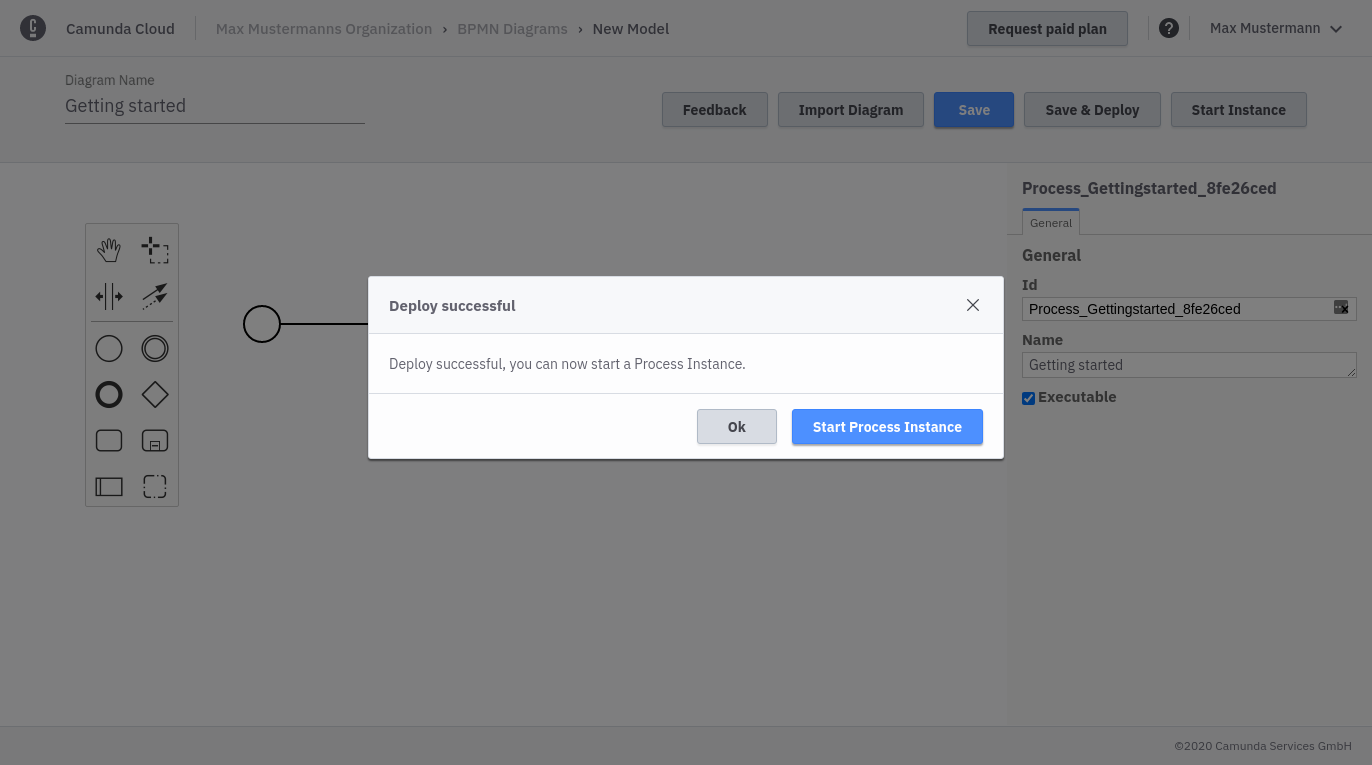 Camunda Cloud
Max Mustermanns Organization › BPMN Diagrams › New Model
Request paid plan
?
Max Mustermann
Diagram Name
Getting started
Feedback
Import Diagram
Save
Save & Deploy
Start Instance
Process_Gettingstarted_8fe26ced
General
General
Id
Process_Gettingstarted_8fe26ced
Name
Getting started
Executable
Deploy successful
Deploy successful, you can now start a Process Instance.
Ok
Start Process Instance
©2020 Camunda Services GmbH